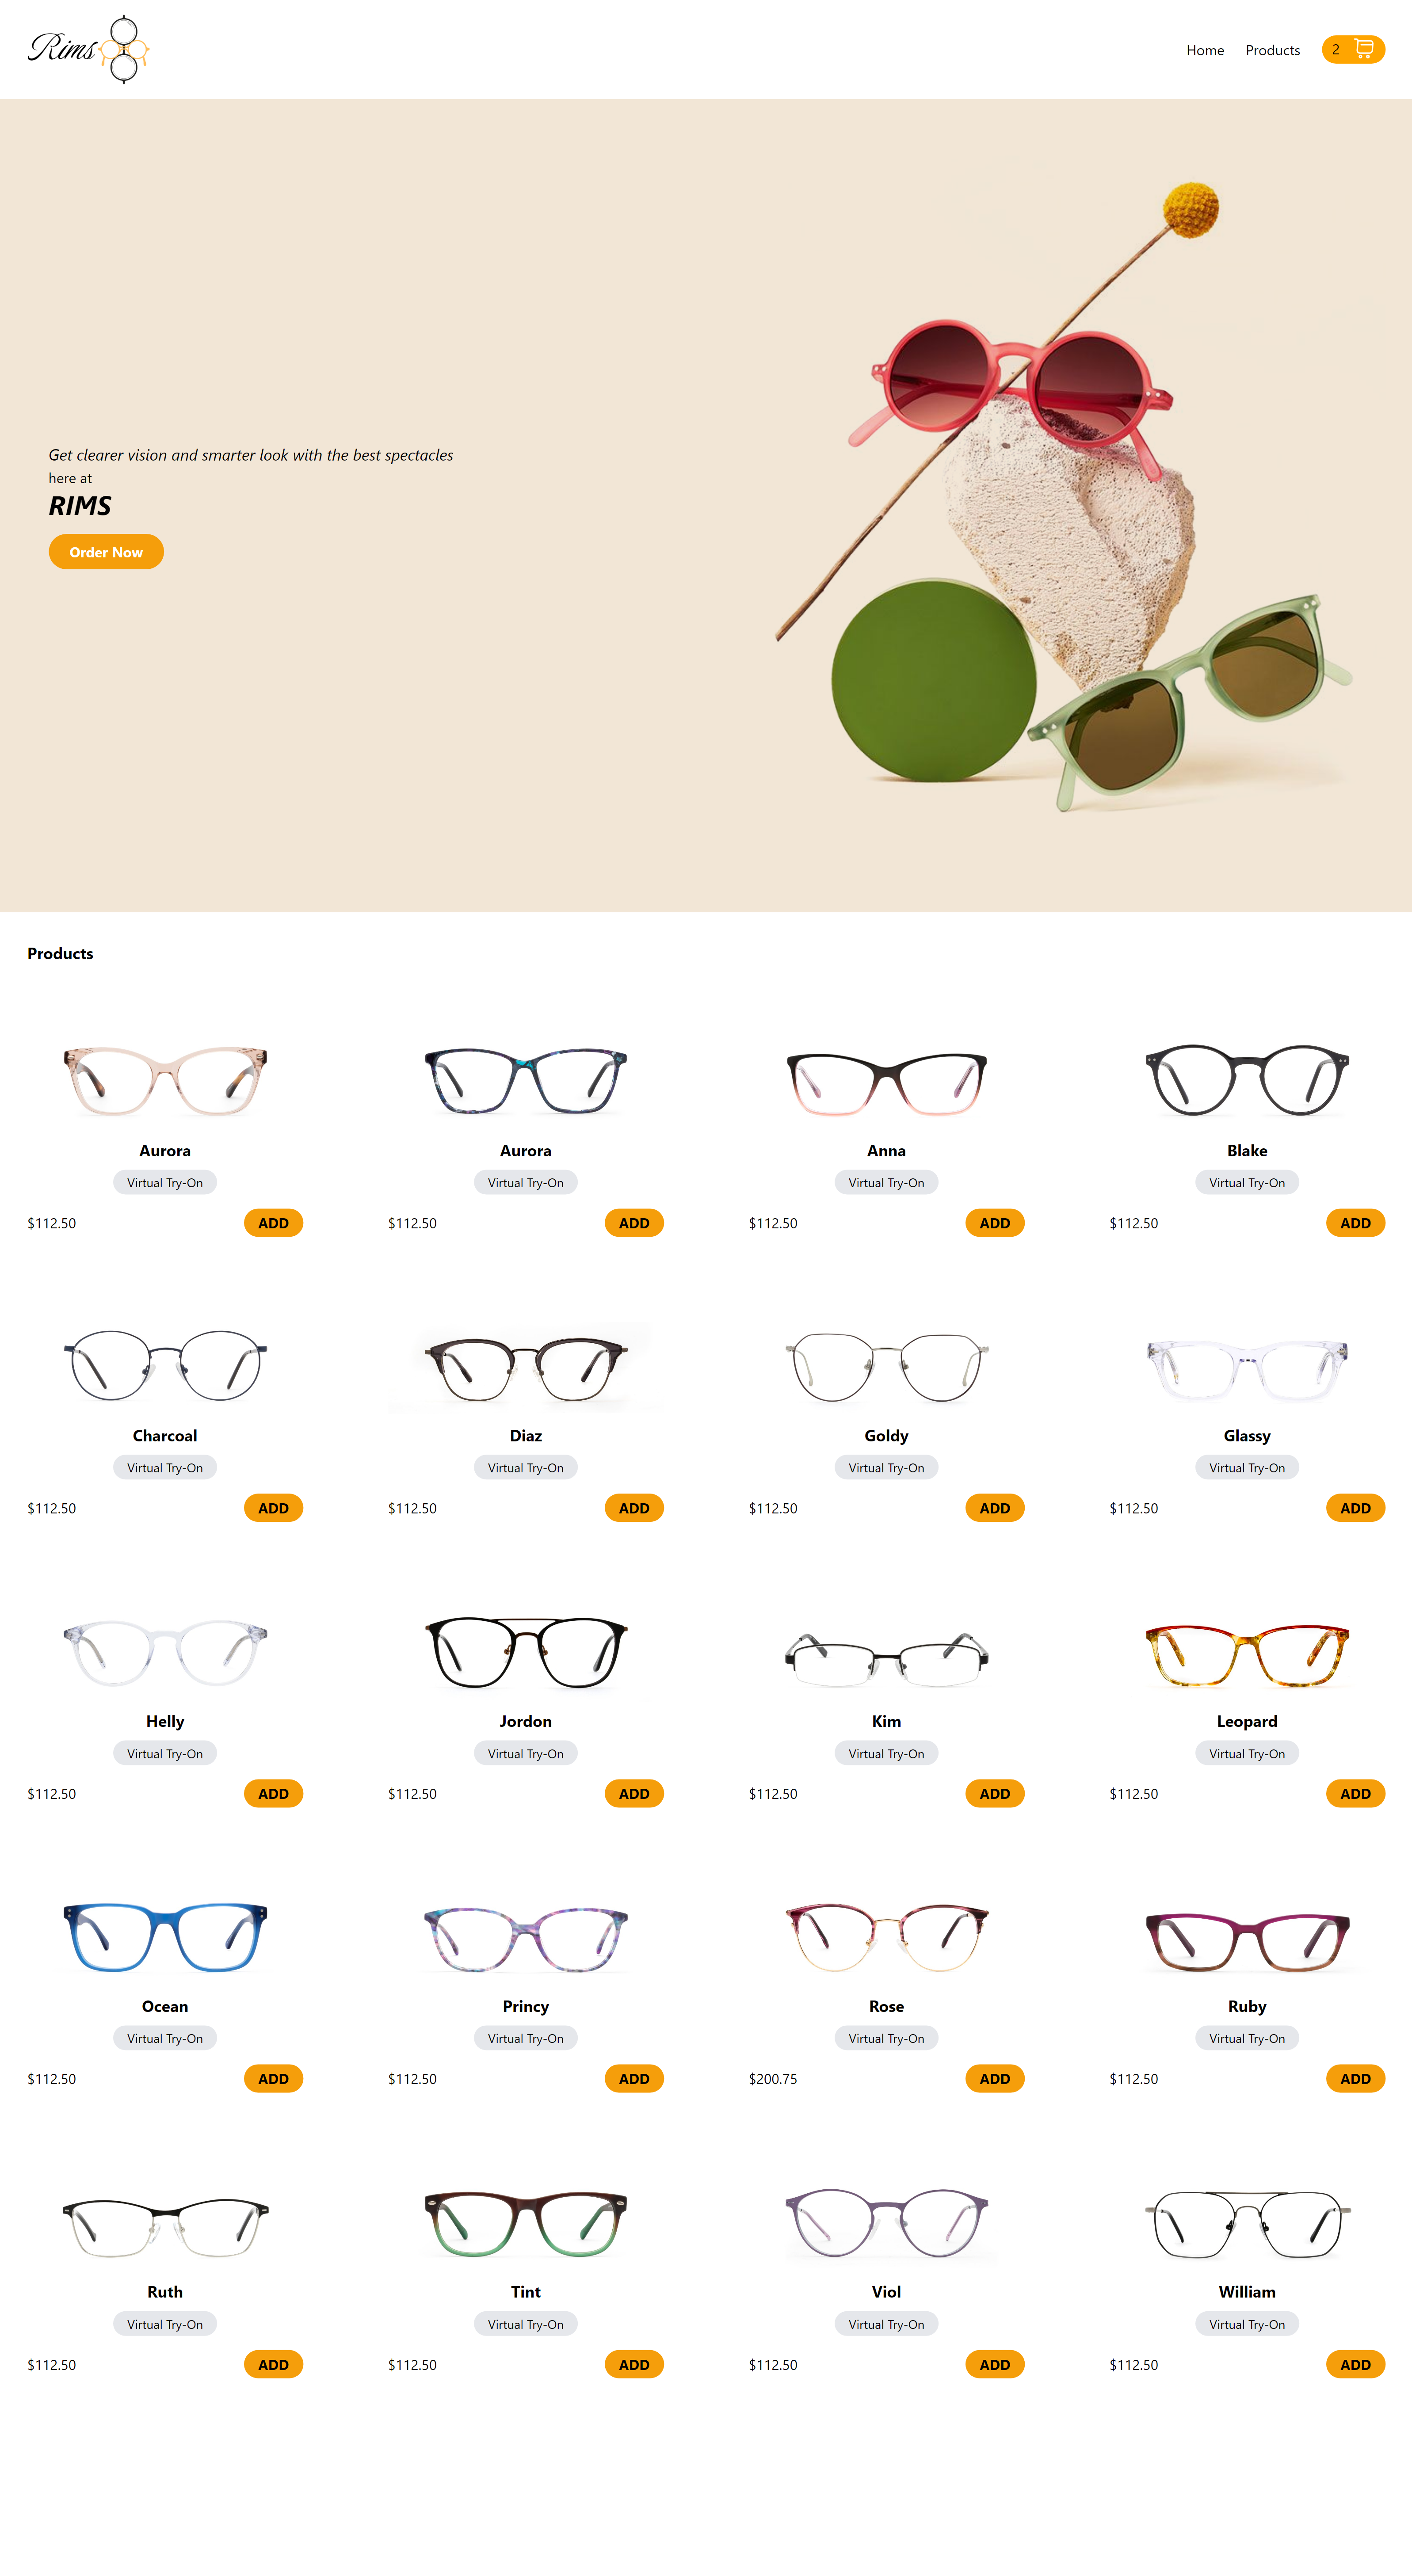 Rims
Home Products 2
Get clearer vision and smarter look with the best spectacles
here at
RIMS
Order Now
Products
Aurora Aurora Anna Blake
Virtual Try-On Virtual Try-On Virtual Try-On Virtual Try-On
$112.50 ADD $112.50 ADD $112.50 ADD $112.50 ADD
Charcoal Diaz Goldy Glassy
Virtual Try-On Virtual Try-On Virtual Try-On Virtual Try-On
$112.50 ADD $112.50 ADD $112.50 ADD $112.50 ADD
Helly Jordon Kim Leopard
Virtual Try-On Virtual Try-On Virtual Try-On Virtual Try-On
$112.50 ADD $112.50 ADD $112.50 ADD $112.50 ADD
Ocean Princy Rose Ruby
Virtual Try-On Virtual Try-On Virtual Try-On Virtual Try-On
$112.50 ADD $112.50 ADD $200.75 ADD $112.50 ADD
Ruth Tint Viol William
Virtual Try-On Virtual Try-On Virtual Try-On Virtual Try-On
$112.50 ADD $112.50 ADD $112.50 ADD $112.50 ADD